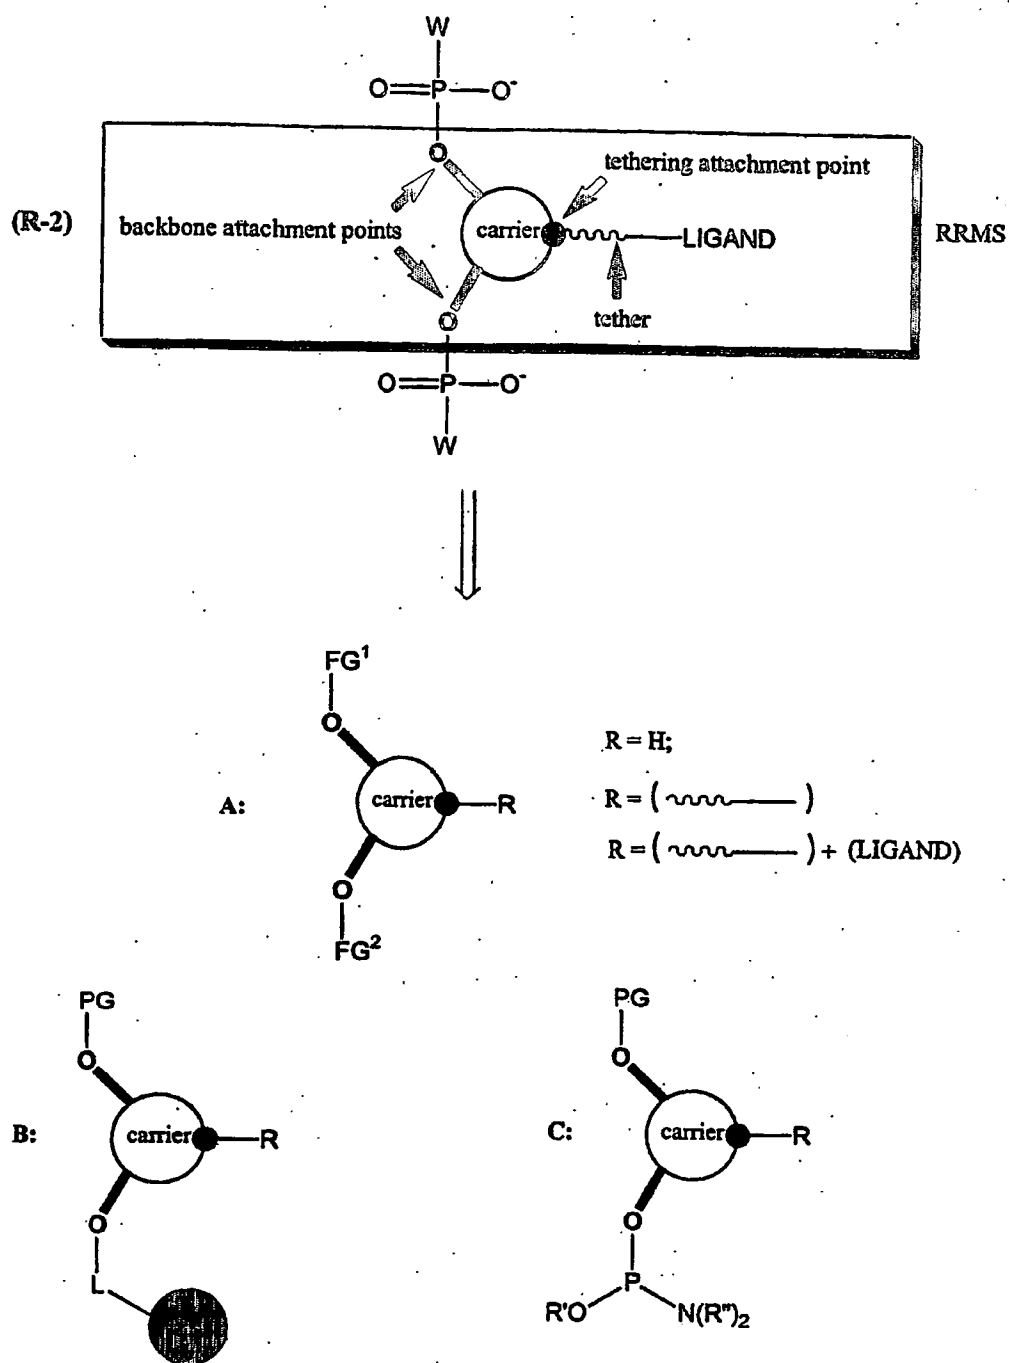 W
O=P—O⁻
O
tethering attachment point
(R-2) backbone attachment points carrier LIGAND RRMS
O tether
O=P—O⁻
W
FG¹
O
R = H;
A: carrier R R = ( )
R = ( ) + (LIGAND)
O
FG²
PG PG
O O
B: carrier R C: carrier R
O O
L P
R'O N(R")₂